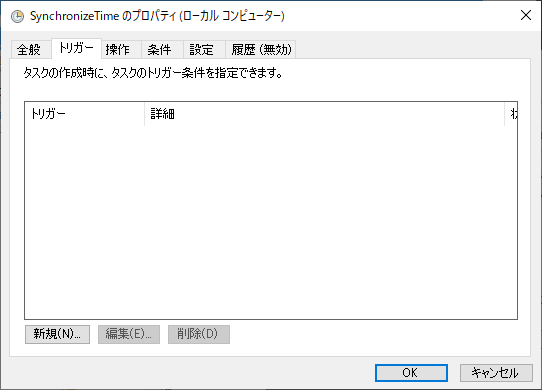 SynchronizeTime のプロパティ (ローカル コンピューター)
全般 トリガー 操作 条件 設定 履歴 (無効)
タスクの作成時に、タスクのトリガー条件を指定できます。
トリガー 詳細
新規(N)... 編集(E)... 削除(D)
OK キャンセル